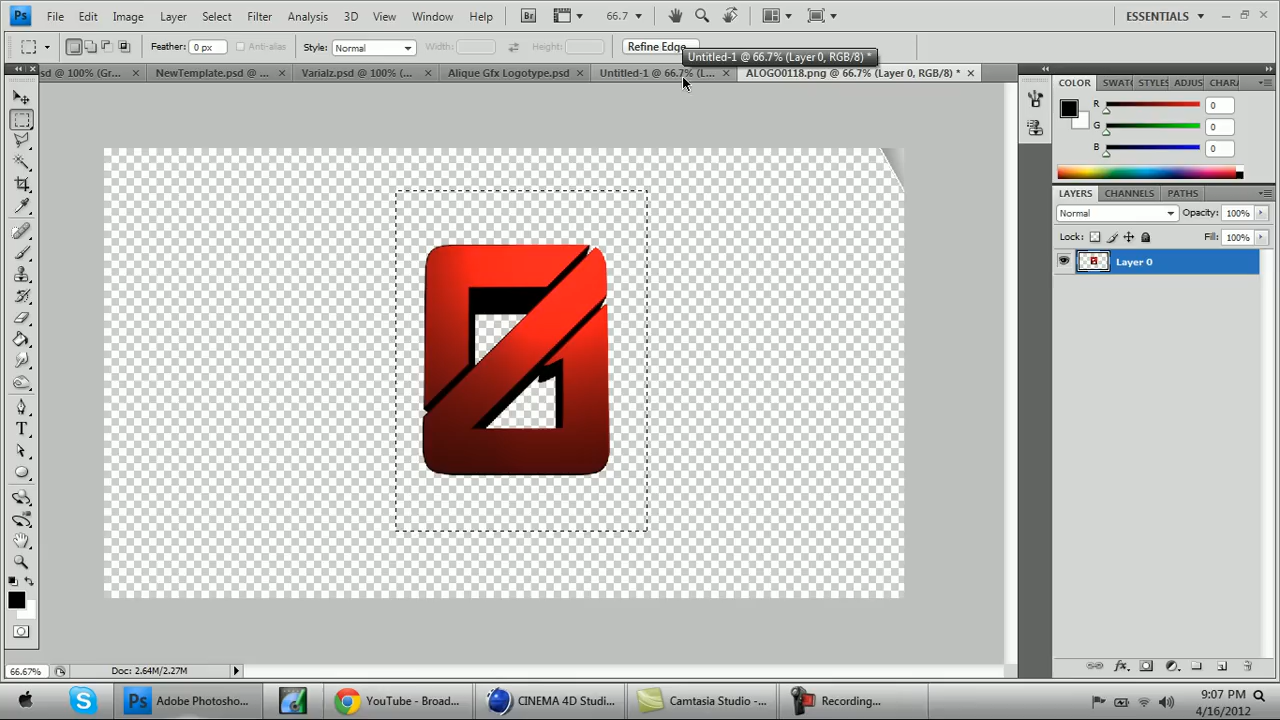 Ps File Edit Image Layer Select Filter Analysis 3D View Window Help Br 66.7 ESSENTIALS
Feather: 0 px Anti-alias Style: Normal Width: Height: Refine Edge...
Untitled-1 @ 66.7% (Layer 0, RGB/8) *
sd @ 100% (Gr... NewTemplate.psd @ ... Varialz.psd @ 100% (... Alique Gfx Logotype.psd Untitled-1 @ 66.7% (L... ALOGO0118.png @ 66.7% (Layer 0, RGB/8) *
COLOR SWATC STYLES ADJUS CHARA
R 0
G 0
B 0
LAYERS CHANNELS PATHS
Normal Opacity: 100%
Lock: Fill: 100%
Layer 0
T
66.67% Doc: 2.64M/2.27M
Ps Adobe Photosho... YouTube - Broad... CINEMA 4D Studi... Camtasia Studio - ... Recording...
9:07 PM
4/16/2012